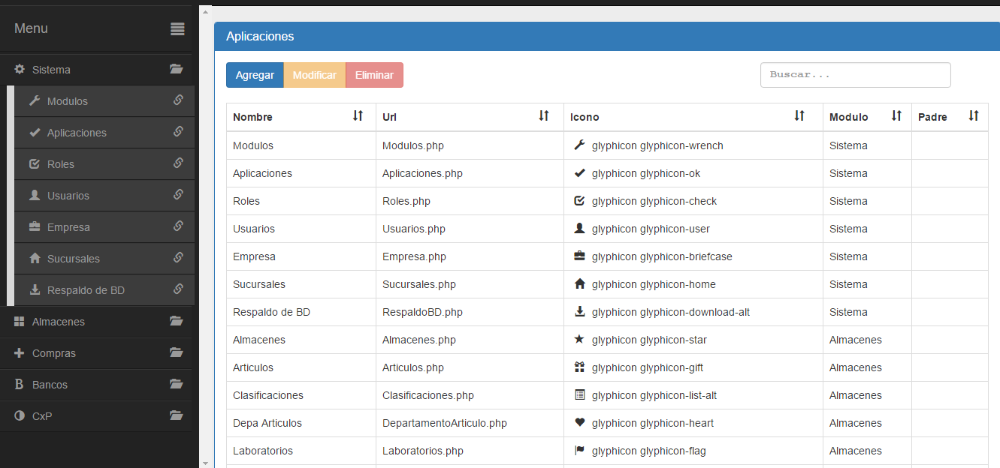 Menu
Sistema
Modulos
Aplicaciones
Roles
Usuarios
Empresa
Sucursales
Respaldo de BD
Almacenes
Compras
Bancos
CxP
Aplicaciones
Agregar Modificar Eliminar Buscar...
Nombre Url Icono Modulo Padre
Modulos Modulos.php glyphicon glyphicon-wrench Sistema
Aplicaciones Aplicaciones.php glyphicon glyphicon-ok Sistema
Roles Roles.php glyphicon glyphicon-check Sistema
Usuarios Usuarios.php glyphicon glyphicon-user Sistema
Empresa Empresa.php glyphicon glyphicon-briefcase Sistema
Sucursales Sucursales.php glyphicon glyphicon-home Sistema
Respaldo de BD RespaldoBD.php glyphicon glyphicon-download-alt Sistema
Almacenes Almacenes.php glyphicon glyphicon-star Almacenes
Articulos Articulos.php glyphicon glyphicon-gift Almacenes
Clasificaciones Clasificaciones.php glyphicon glyphicon-list-alt Almacenes
Depa Articulos DepartamentoArticulo.php glyphicon glyphicon-heart Almacenes
Laboratorios Laboratorios.php glyphicon glyphicon-flag Almacenes